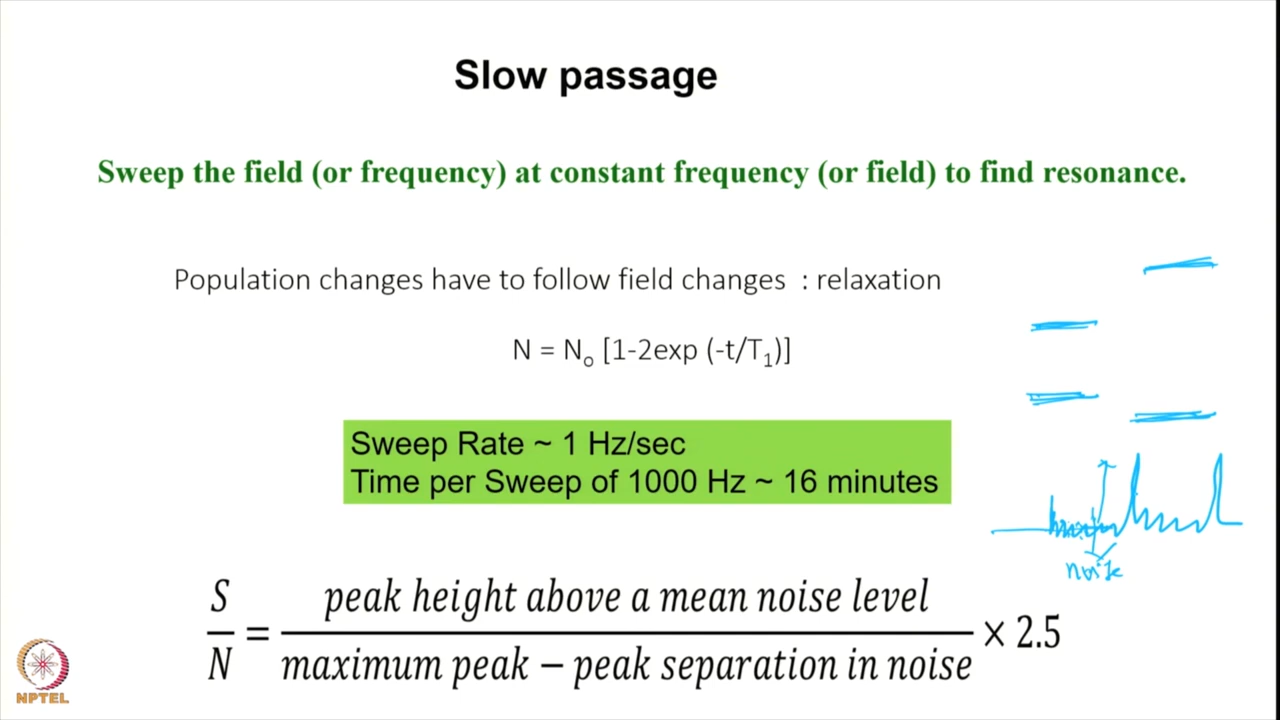 Slow passage
Sweep the field (or frequency) at constant frequency (or field) to find resonance.
Population changes have to follow field changes : relaxation
N = Nₒ [1-2exp (-t/T₁)]
Sweep Rate ~ 1 Hz/sec
Time per Sweep of 1000 Hz ~ 16 minutes
noise
S/N = peak height above a mean noise level / maximum peak − peak separation in noise × 2.5
NPTEL